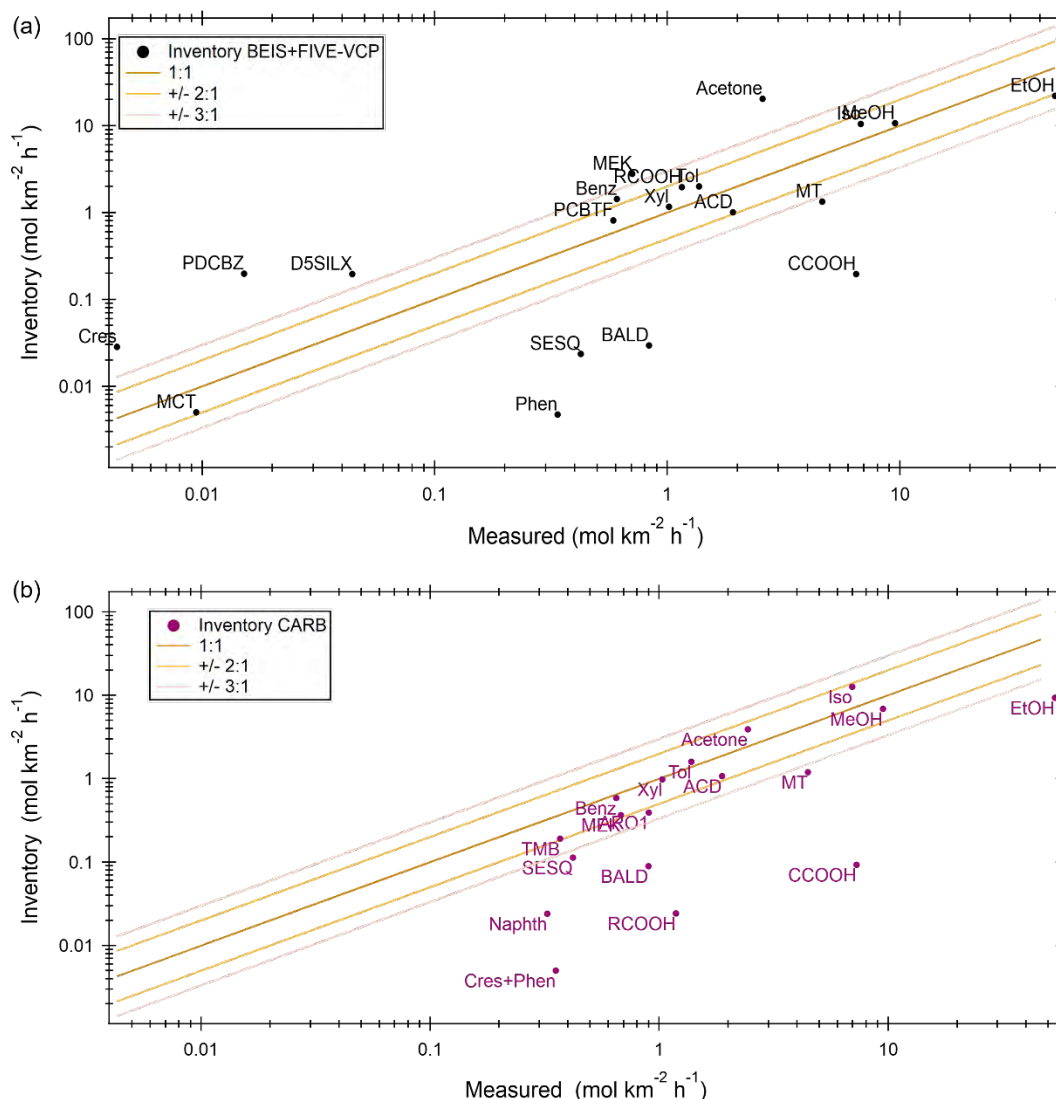 (a)
Inventory BEIS+FIVE-VCP
1:1
+/- 2:1
+/- 3:1
100
10
1
0.1
0.01
Inventory (mol km⁻² h⁻¹)
Acetone
EtOH
Iso
MeOH
MEK
RCOOH
Tol
Benz
Xyl
ACD
MT
PCBTF
PDCBZ
D5SILX
CCOOH
Cres
SESQ
BALD
MCT
Phen
0.01
0.1
1
10
Measured (mol km⁻² h⁻¹)
(b)
Inventory CARB
1:1
+/- 2:1
+/- 3:1
100
10
1
0.1
0.01
Inventory (mol km⁻² h⁻¹)
Iso
MeOH
EtOH
Acetone
Tol
ACD
MT
Xyl
Benz
MEK
ARO1
TMB
SESQ
BALD
CCOOH
Naphth
RCOOH
Cres+Phen
0.01
0.1
1
10
Measured (mol km⁻² h⁻¹)